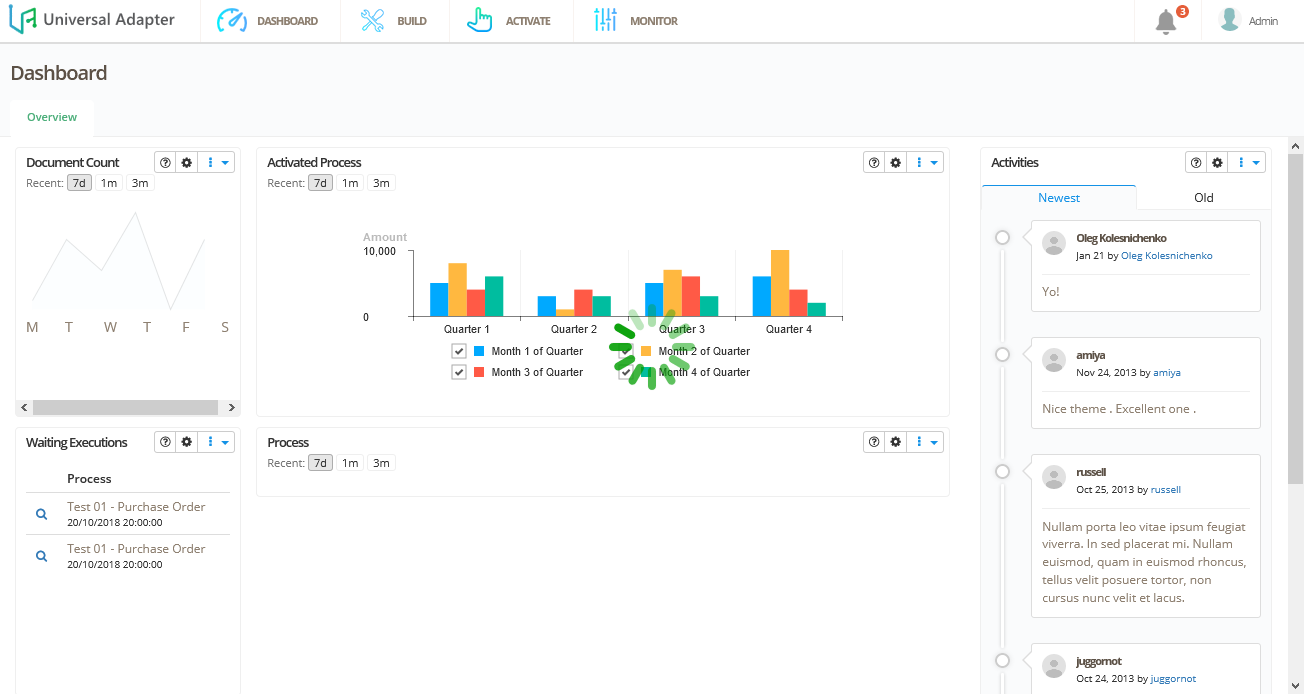 Universal Adapter
DASHBOARD
BUILD
ACTIVATE
MONITOR
3
Admin
Dashboard
Overview
Document Count
Recent: 7d 1m 3m
M T W T F S
Waiting Executions
Process
Test 01 - Purchase Order
20/10/2018 20:00:00
Test 01 - Purchase Order
20/10/2018 20:00:00
Activated Process
Recent: 7d 1m 3m
Amount
10,000
0
Quarter 1 Quarter 2 Quarter 3 Quarter 4
Month 1 of Quarter Month 2 of Quarter
Month 3 of Quarter Month 4 of Quarter
Process
Recent: 7d 1m 3m
Activities
Newest Old
Oleg Kolesnichenko
Jan 21 by Oleg Kolesnichenko
Yo!
amiya
Nov 24, 2013 by amiya
Nice theme . Excellent one .
russell
Oct 25, 2013 by russell
Nullam porta leo vitae ipsum feugiat
viverra. In sed placerat mi. Nullam
euismod, quam in euismod rhoncus,
tellus velit posuere tortor, non
cursus nunc velit et lacus.
juggornot
Oct 24, 2013 by juggornot